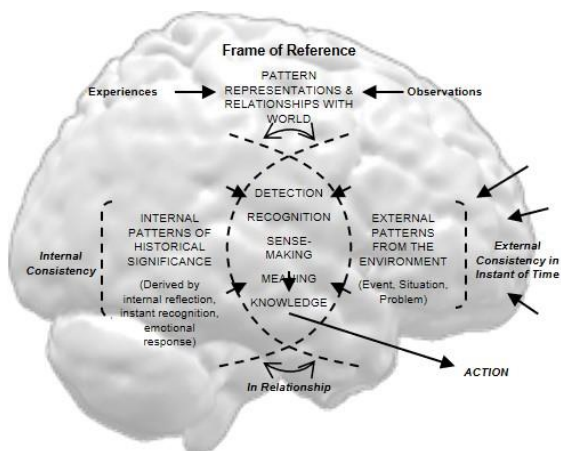 Frame of Reference
PATTERN
REPRESENTATIONS &
RELATIONSHIPS WITH
WORLD
Experiences
Observations
DETECTION
RECOGNITION
SENSE-
MAKING
MEANING
KNOWLEDGE
INTERNAL
PATTERNS OF
HISTORICAL
SIGNIFICANCE
(Derived by
internal reflection,
instant recognition,
emotional
response)
Internal
Consistency
EXTERNAL
PATTERNS
FROM THE
ENVIRONMENT
(Event, Situation,
Problem)
External
Consistency in
Instant of Time
ACTION
In Relationship